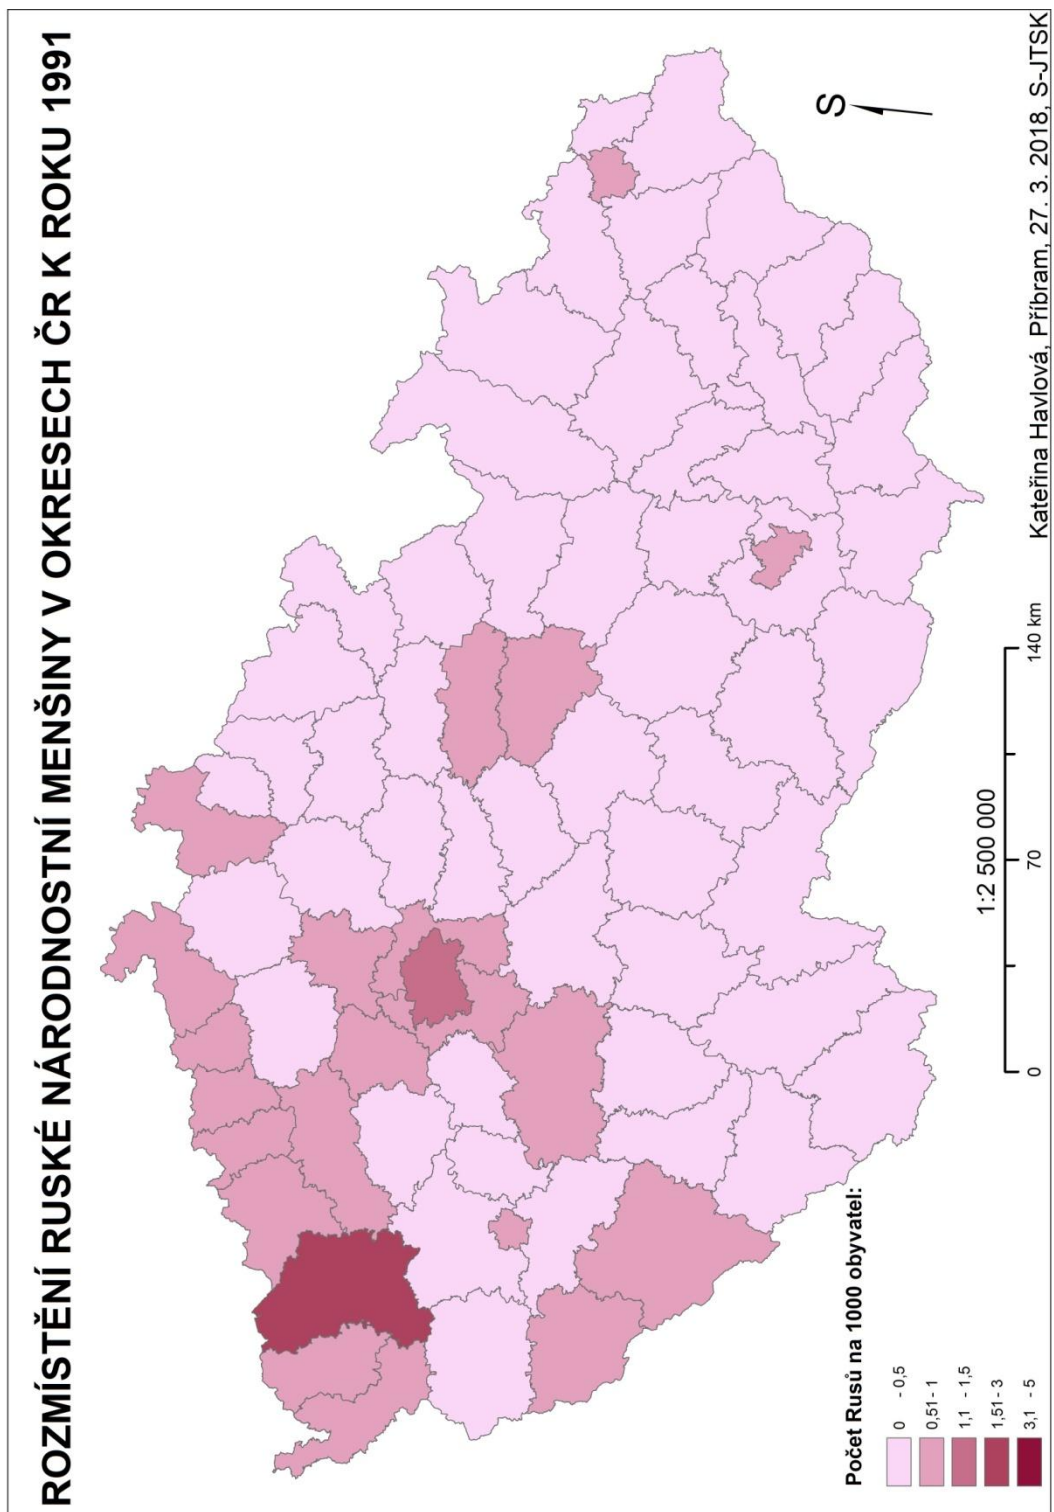 ROZMÍSTĚNÍ RUSKÉ NÁRODNOSTNÍ MENŠINY V OKRESECH ČR K ROKU 1991
S
Počet Rusů na 1000 obyvatel:
0 - 0,5
0,51 - 1
1,1 - 1,5
1,51 - 3
3,1 - 5
1:2 500 000
0 70 140 km
Kateřina Havlová, Příbram, 27. 3. 2018, S-JTSK